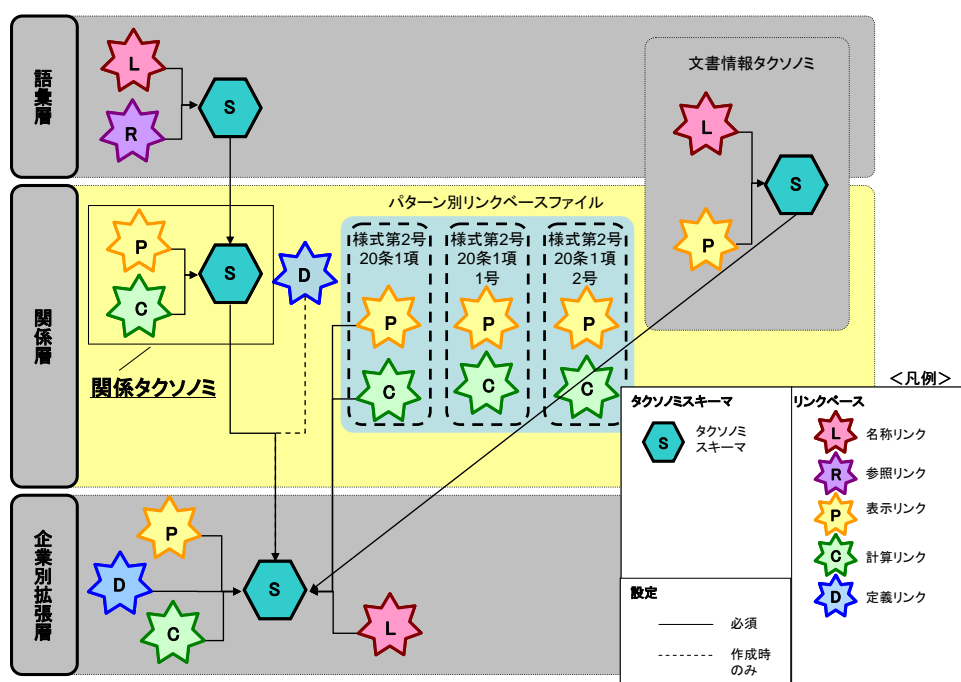 語彙層
L
R
S
文書情報タクソノミ
L
P
S
関係層
P
C
S
D
関係タクソノミ
パターン別リンクベースファイル
様式第2号
20条1項
P
C
様式第2号
20条1項
1号
P
C
様式第2号
20条1項
2号
P
C
企業別拡張層
P
D
C
S
L
<凡例>
タクソノミスキーマ
S
タクソノミ
スキーマ
設定
必須
作成時
のみ
リンクベース
L
名称リンク
R
参照リンク
P
表示リンク
C
計算リンク
D
定義リンク